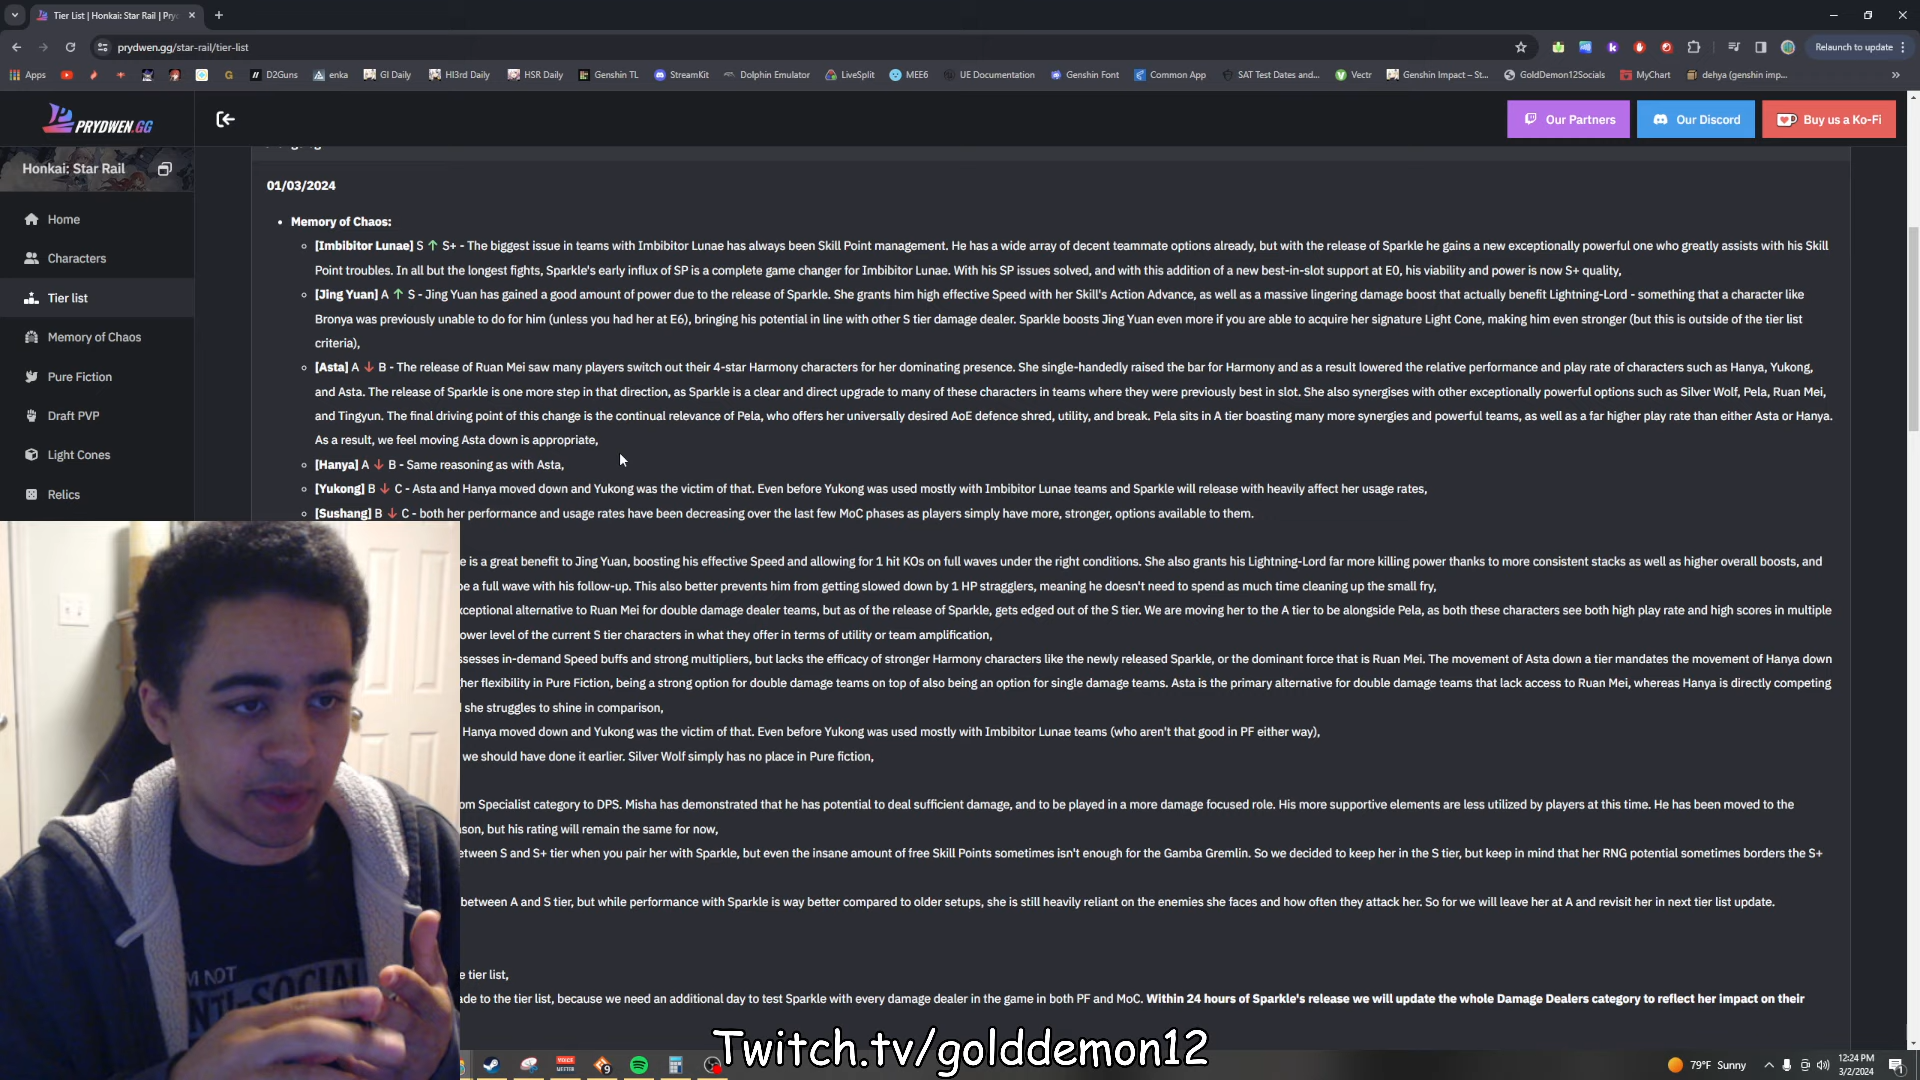 Tier List | Honkai: Star Rail | Pry
prydwen.gg/star-rail/tier-list
Relaunch to update
Apps
D2Guns
enka
GI Daily
HI3rd Daily
HSR Daily
Genshin TL
StreamKit
Dolphin Emulator
LiveSplit
MEE6
UE Documentation
Genshin Font
Common App
SAT Test Dates and...
Vectr
Genshin Impact – St...
GoldDemon12Socials
MyChart
dehya (genshin imp...
PRYDWEN.GG
Our Partners
Our Discord
Buy us a Ko-Fi
Honkai: Star Rail
Home
Characters
Tier list
Memory of Chaos
Pure Fiction
Draft PVP
Light Cones
Relics
01/03/2024
Memory of Chaos:
[Imbibitor Lunae] S ↑ S+ - The biggest issue in teams with Imbibitor Lunae has always been Skill Point management. He has a wide array of decent teammate options already, but with the release of Sparkle he gains a new exceptionally powerful one who greatly assists with his Skill
Point troubles. In all but the longest fights, Sparkle's early influx of SP is a complete game changer for Imbibitor Lunae. With his SP issues solved, and with this addition of a new best-in-slot support at E0, his viability and power is now S+ quality,
[Jing Yuan] A ↑ S - Jing Yuan has gained a good amount of power due to the release of Sparkle. She grants him high effective Speed with her Skill's Action Advance, as well as a massive lingering damage boost that actually benefit Lightning-Lord - something that a character like
Bronya was previously unable to do for him (unless you had her at E6), bringing his potential in line with other S tier damage dealer. Sparkle boosts Jing Yuan even more if you are able to acquire her signature Light Cone, making him even stronger (but this is outside of the tier list
criteria),
[Asta] A ↓ B - The release of Ruan Mei saw many players switch out their 4-star Harmony characters for her dominating presence. She single-handedly raised the bar for Harmony and as a result lowered the relative performance and play rate of characters such as Hanya, Yukong,
and Asta. The release of Sparkle is one more step in that direction, as Sparkle is a clear and direct upgrade to many of these characters in teams where they were previously best in slot. She also synergises with other exceptionally powerful options such as Silver Wolf, Pela, Ruan Mei,
and Tingyun. The final driving point of this change is the continual relevance of Pela, who offers her universally desired AoE defence shred, utility, and break. Pela sits in A tier boasting many more synergies and powerful teams, as well as a far higher play rate than either Asta or Hanya.
As a result, we feel moving Asta down is appropriate,
[Hanya] A ↓ B - Same reasoning as with Asta,
[Yukong] B ↓ C - Asta and Hanya moved down and Yukong was the victim of that. Even before Yukong was used mostly with Imbibitor Lunae teams and Sparkle will release with heavily affect her usage rates,
[Sushang] B ↓ C - both her performance and usage rates have been decreasing over the last few MoC phases as players simply have more, stronger, options available to them.
e is a great benefit to Jing Yuan, boosting his effective Speed and allowing for 1 hit KOs on full waves under the right conditions. She also grants his Lightning-Lord far more killing power thanks to more consistent stacks as well as higher overall boosts, and
be a full wave with his follow-up. This also better prevents him from getting slowed down by 1 HP stragglers, meaning he doesn't need to spend as much time cleaning up the small fry,
xceptional alternative to Ruan Mei for double damage dealer teams, but as of the release of Sparkle, gets edged out of the S tier. We are moving her to the A tier to be alongside Pela, as both these characters see both high play rate and high scores in multiple
ower level of the current S tier characters in what they offer in terms of utility or team amplification,
ssesses in-demand Speed buffs and strong multipliers, but lacks the efficacy of stronger Harmony characters like the newly released Sparkle, or the dominant force that is Ruan Mei. The movement of Asta down a tier mandates the movement of Hanya down
her flexibility in Pure Fiction, being a strong option for double damage teams on top of also being an option for single damage teams. Asta is the primary alternative for double damage teams that lack access to Ruan Mei, whereas Hanya is directly competing
she struggles to shine in comparison,
Hanya moved down and Yukong was the victim of that. Even before Yukong was used mostly with Imbibitor Lunae teams (who aren't that good in PF either way),
we should have done it earlier. Silver Wolf simply has no place in Pure fiction,
om Specialist category to DPS. Misha has demonstrated that he has potential to deal sufficient damage, and to be played in a more damage focused role. His more supportive elements are less utilized by players at this time. He has been moved to the
ason, but his rating will remain the same for now,
etween S and S+ tier when you pair her with Sparkle, but even the insane amount of free Skill Points sometimes isn't enough for the Gamba Gremlin. So we decided to keep her in the S tier, but keep in mind that her RNG potential sometimes borders the S+
between A and S tier, but while performance with Sparkle is way better compared to older setups, she is still heavily reliant on the enemies she faces and how often they attack her. So for we will leave her at A and revisit her in next tier list update.
e tier list,
ade to the tier list, because we need an additional day to test Sparkle with every damage dealer in the game in both PF and MoC. Within 24 hours of Sparkle's release we will update the whole Damage Dealers category to reflect her impact on their
I'M NOT
ANTI-SOCIAL
Twitch.tv/golddemon12
79°F Sunny
12:24 PM
3/2/2024